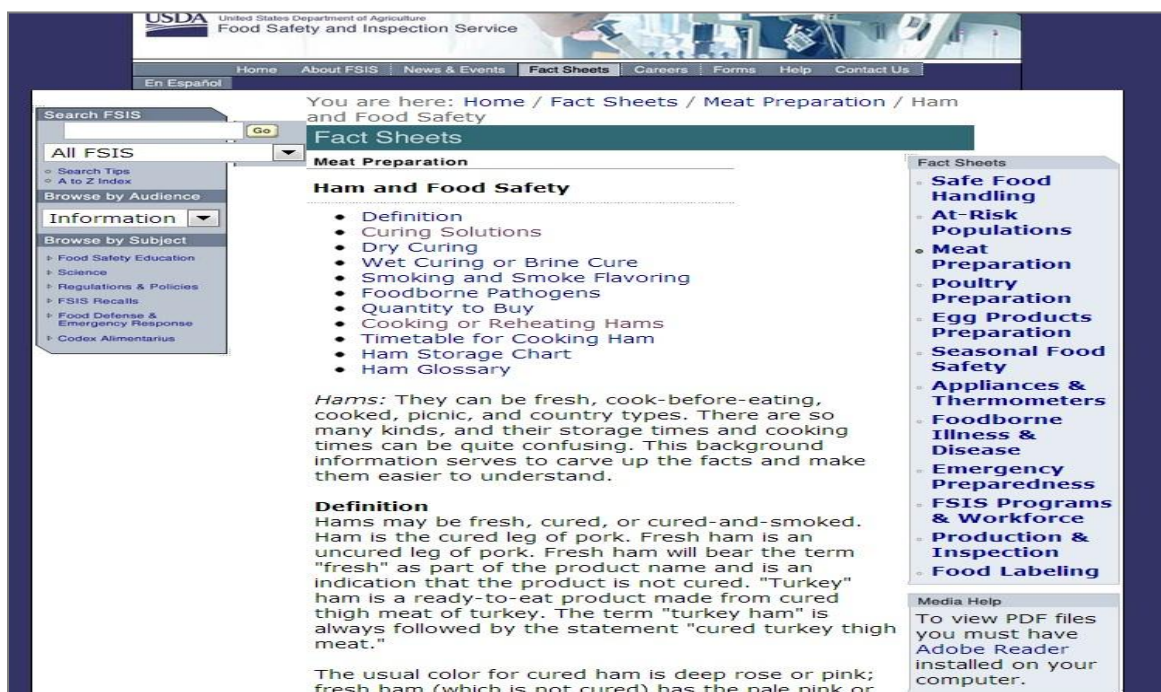 USDA
United States Department of Agriculture
Food Safety and Inspection Service
Home About FSIS News & Events Fact Sheets Careers Forms Help Contact Us
En Español
Search FSIS
Go
All FSIS
Search Tips
A to Z Index
Browse by Audience
Information
Browse by Subject
Food Safety Education
Science
Regulations & Policies
FSIS Recalls
Food Defense &
Emergency Response
Codex Alimentarius
You are here: Home / Fact Sheets / Meat Preparation / Ham
and Food Safety
Fact Sheets
Meat Preparation
Ham and Food Safety
Definition
Curing Solutions
Dry Curing
Wet Curing or Brine Cure
Smoking and Smoke Flavoring
Foodborne Pathogens
Quantity to Buy
Cooking or Reheating Hams
Timetable for Cooking Ham
Ham Storage Chart
Ham Glossary
Hams: They can be fresh, cook-before-eating,
cooked, picnic, and country types. There are so
many kinds, and their storage times and cooking
times can be quite confusing. This background
information serves to carve up the facts and make
them easier to understand.
Definition
Hams may be fresh, cured, or cured-and-smoked.
Ham is the cured leg of pork. Fresh ham is an
uncured leg of pork. Fresh ham will bear the term
"fresh" as part of the product name and is an
indication that the product is not cured. "Turkey"
ham is a ready-to-eat product made from cured
thigh meat of turkey. The term "turkey ham" is
always followed by the statement "cured turkey thigh
meat."
The usual color for cured ham is deep rose or pink;
fresh ham (which is not cured) has the pale pink or
Fact Sheets
Safe Food
Handling
At-Risk
Populations
Meat
Preparation
Poultry
Preparation
Egg Products
Preparation
Seasonal Food
Safety
Appliances &
Thermometers
Foodborne
Illness &
Disease
Emergency
Preparedness
FSIS Programs
& Workforce
Production &
Inspection
Food Labeling
Media Help
To view PDF files
you must have
Adobe Reader
installed on your
computer.